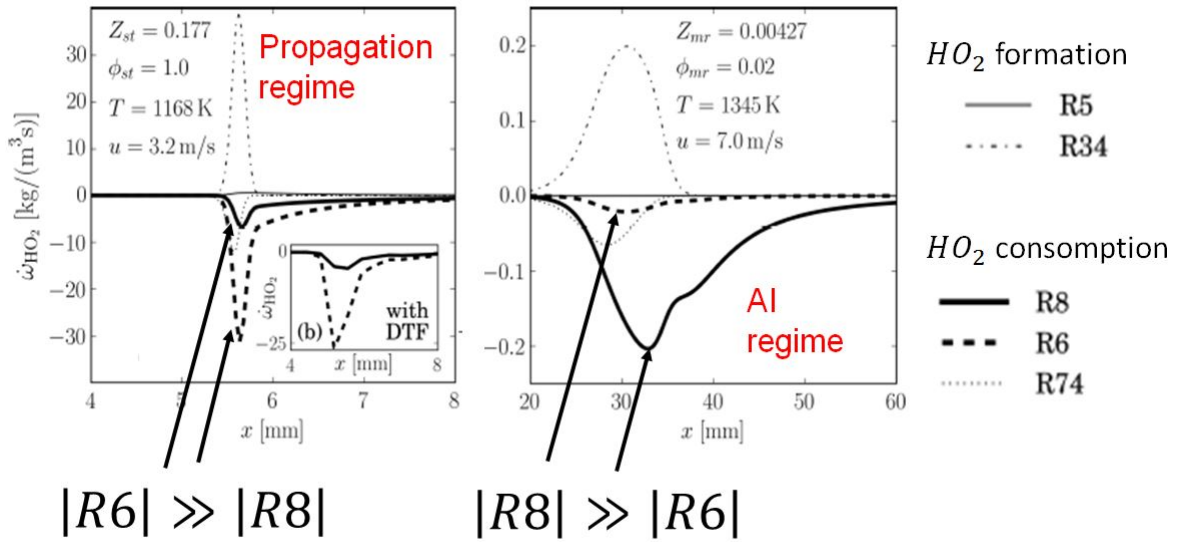 Z_st = 0.177
ϕ_st = 1.0
T = 1168 K
u = 3.2 m/s
Propagation
regime
30
20
10
0
−10
−20
−30
ω̇_HO₂ [kg/(m³s)]
4
5
6
7
8
x [mm]
0
−25
ω̇_HO₂
(b)
with
DTF
4
x [mm]
8
|R6| ≫ |R8|
Z_mr = 0.00427
ϕ_mr = 0.02
T = 1345 K
u = 7.0 m/s
0.2
0.1
0.0
−0.1
−0.2
AI
regime
20
30
40
50
60
x [mm]
|R8| ≫ |R6|
HO₂ formation
R5
R34
HO₂ consomption
R8
R6
R74